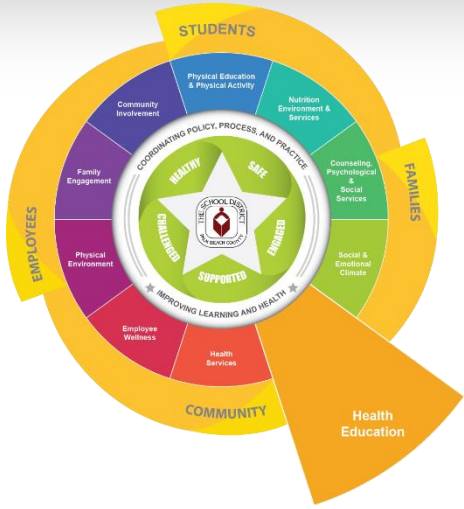 STUDENTS
Physical Education
& Physical Activity
Nutrition
Environment &
Services
Counseling,
Psychological
&
Social
Services
Social &
Emotional
Climate
Health
Education
Health
Services
Employee
Wellness
Physical
Environment
Family
Engagement
Community
Involvement
FAMILIES
COMMUNITY
EMPLOYEES
COORDINATING POLICY, PROCESS, AND PRACTICE
IMPROVING LEARNING AND HEALTH
HEALTHY
SAFE
ENGAGED
SUPPORTED
CHALLENGED
THE SCHOOL DISTRICT
PALM BEACH COUNTY